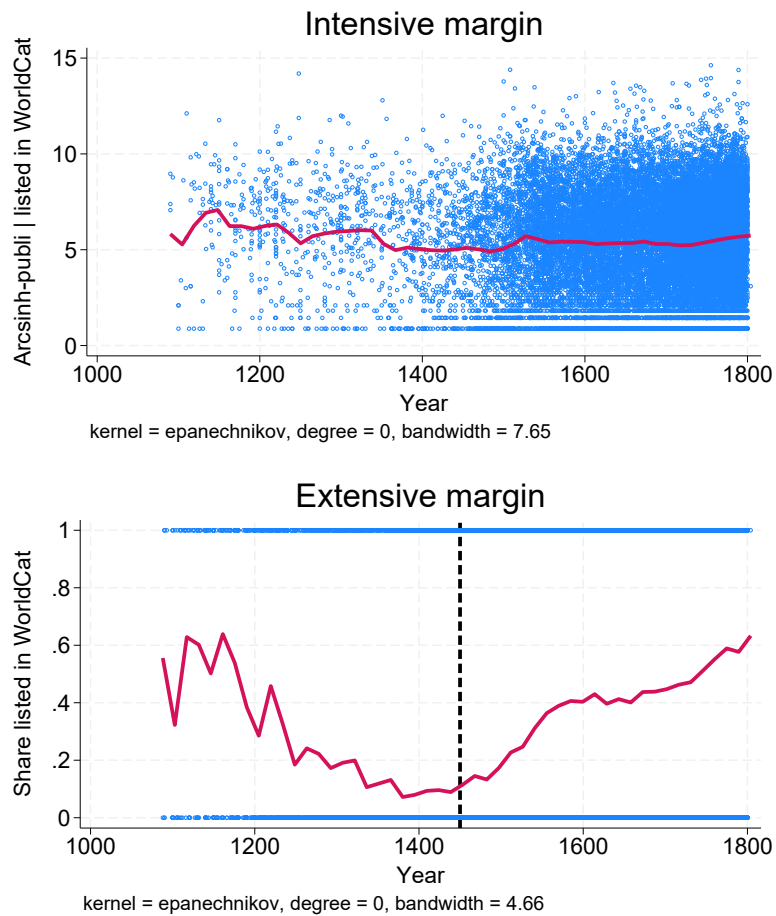 Intensive margin
Arcsinh-publi | listed in WorldCat
15
10
5
0
1000 1200 1400 1600 1800
Year
kernel = epanechnikov, degree = 0, bandwidth = 7.65
Extensive margin
Share listed in WorldCat
1
.8
.6
.4
.2
0
1000 1200 1400 1600 1800
Year
kernel = epanechnikov, degree = 0, bandwidth = 4.66